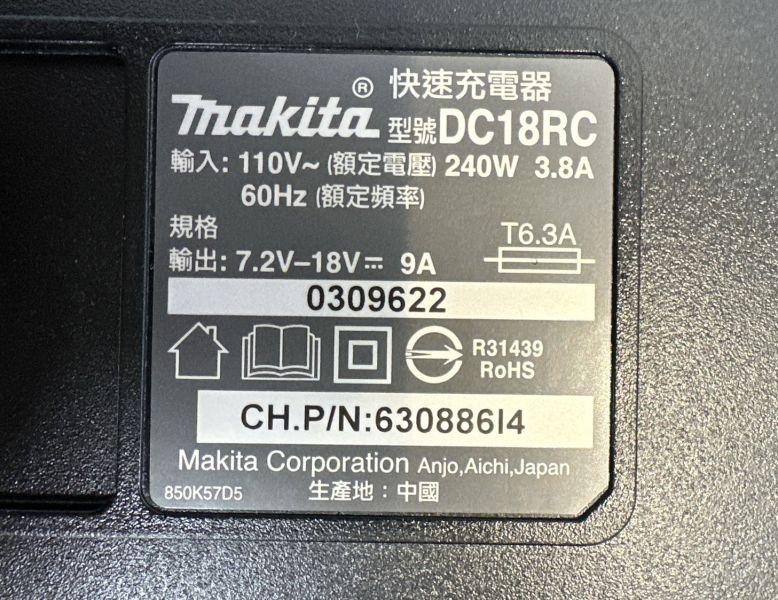 ® 快速充電器
makita 型號DC18RC
輸入: 110V~ (額定電壓) 240W 3.8A
60Hz (額定頻率)
規格
T6.3A
輸出: 7.2V–18V⎓ 9A
0309622
R31439
RoHS
CH.P/N:630886I4
Makita Corporation Anjo,Aichi,Japan
850K57D5 生產地：中國